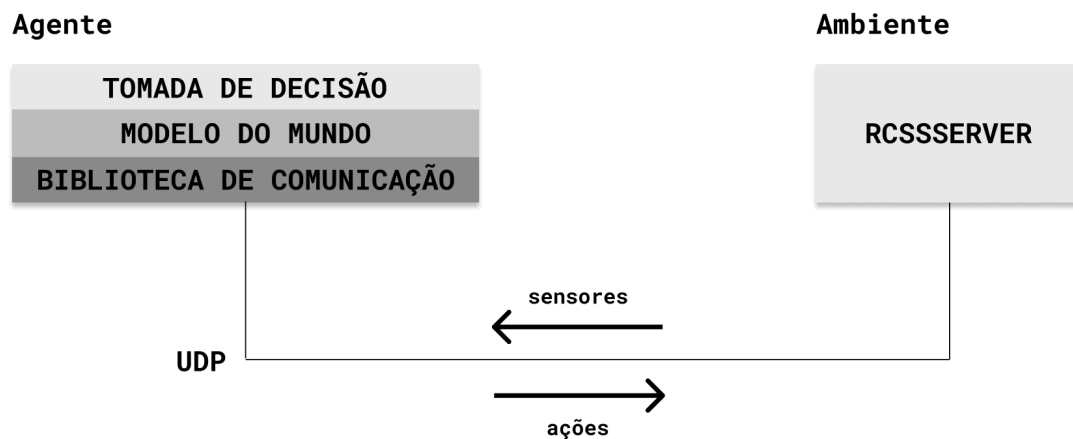 Agente
Ambiente
TOMADA DE DECISÃO
MODELO DO MUNDO
BIBLIOTECA DE COMUNICAÇÃO
RCSSSERVER
sensores
UDP
ações